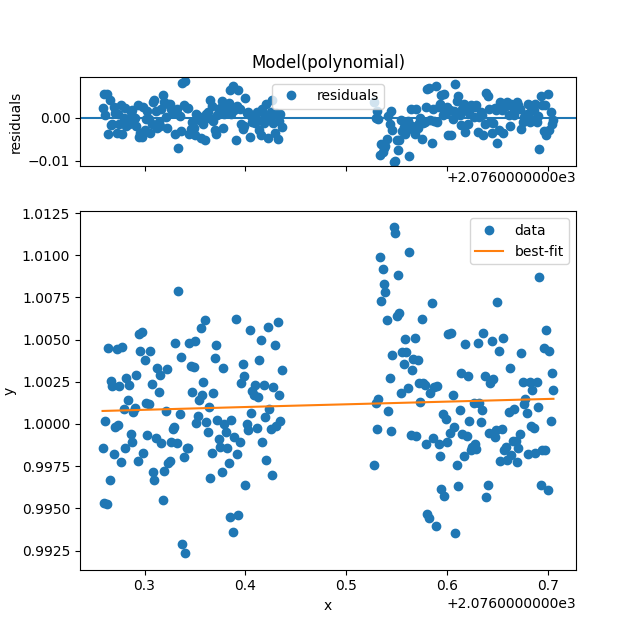 Model(polynomial)
residuals
0.00
−0.01
residuals
+2.0760000000e3
1.0125
1.0100
1.0075
1.0050
1.0025
1.0000
0.9975
0.9950
0.9925
y
data
best-fit
0.3 0.4 0.5 0.6 0.7
x
+2.0760000000e3